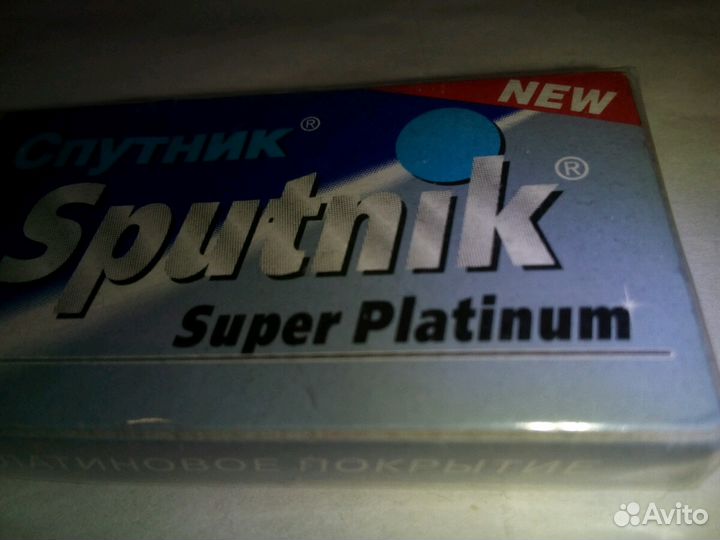 NEW
Спутник®
Sputnik®
Super Platinum
ПЛАТИНОВОЕ ПОКРЫТИЕ
Avito